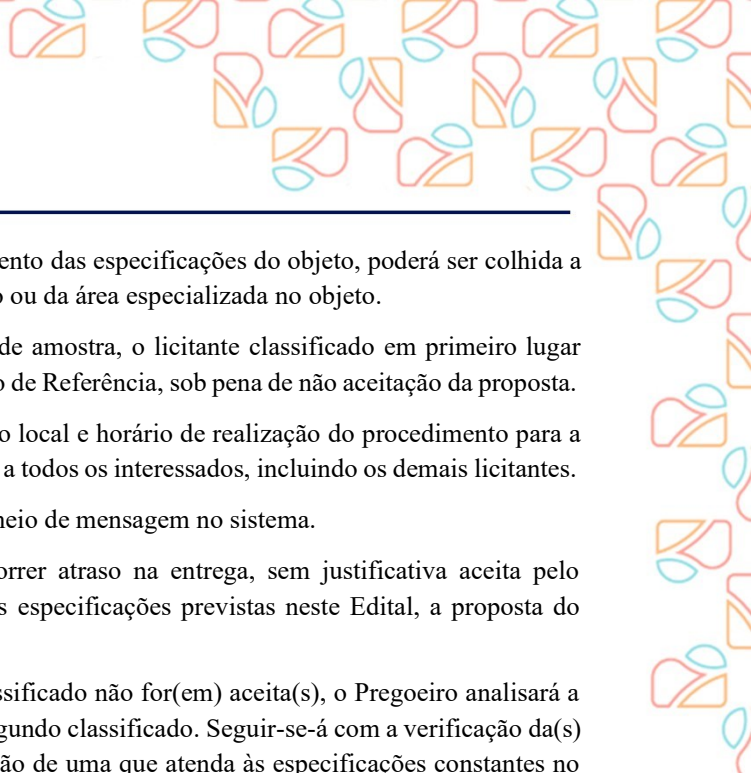 ento das especificações do objeto, poderá ser colhida a
o ou da área especializada no objeto.
de amostra, o licitante classificado em primeiro lugar
o de Referência, sob pena de não aceitação da proposta.
o local e horário de realização do procedimento para a
a todos os interessados, incluindo os demais licitantes.
neio de mensagem no sistema.
orrer atraso na entrega, sem justificativa aceita pelo
s especificações previstas neste Edital, a proposta do
ssificado não for(em) aceita(s), o Pregoeiro analisará a
gundo classificado. Seguir-se-á com a verificação da(s)
ão de uma que atenda às especificações constantes no